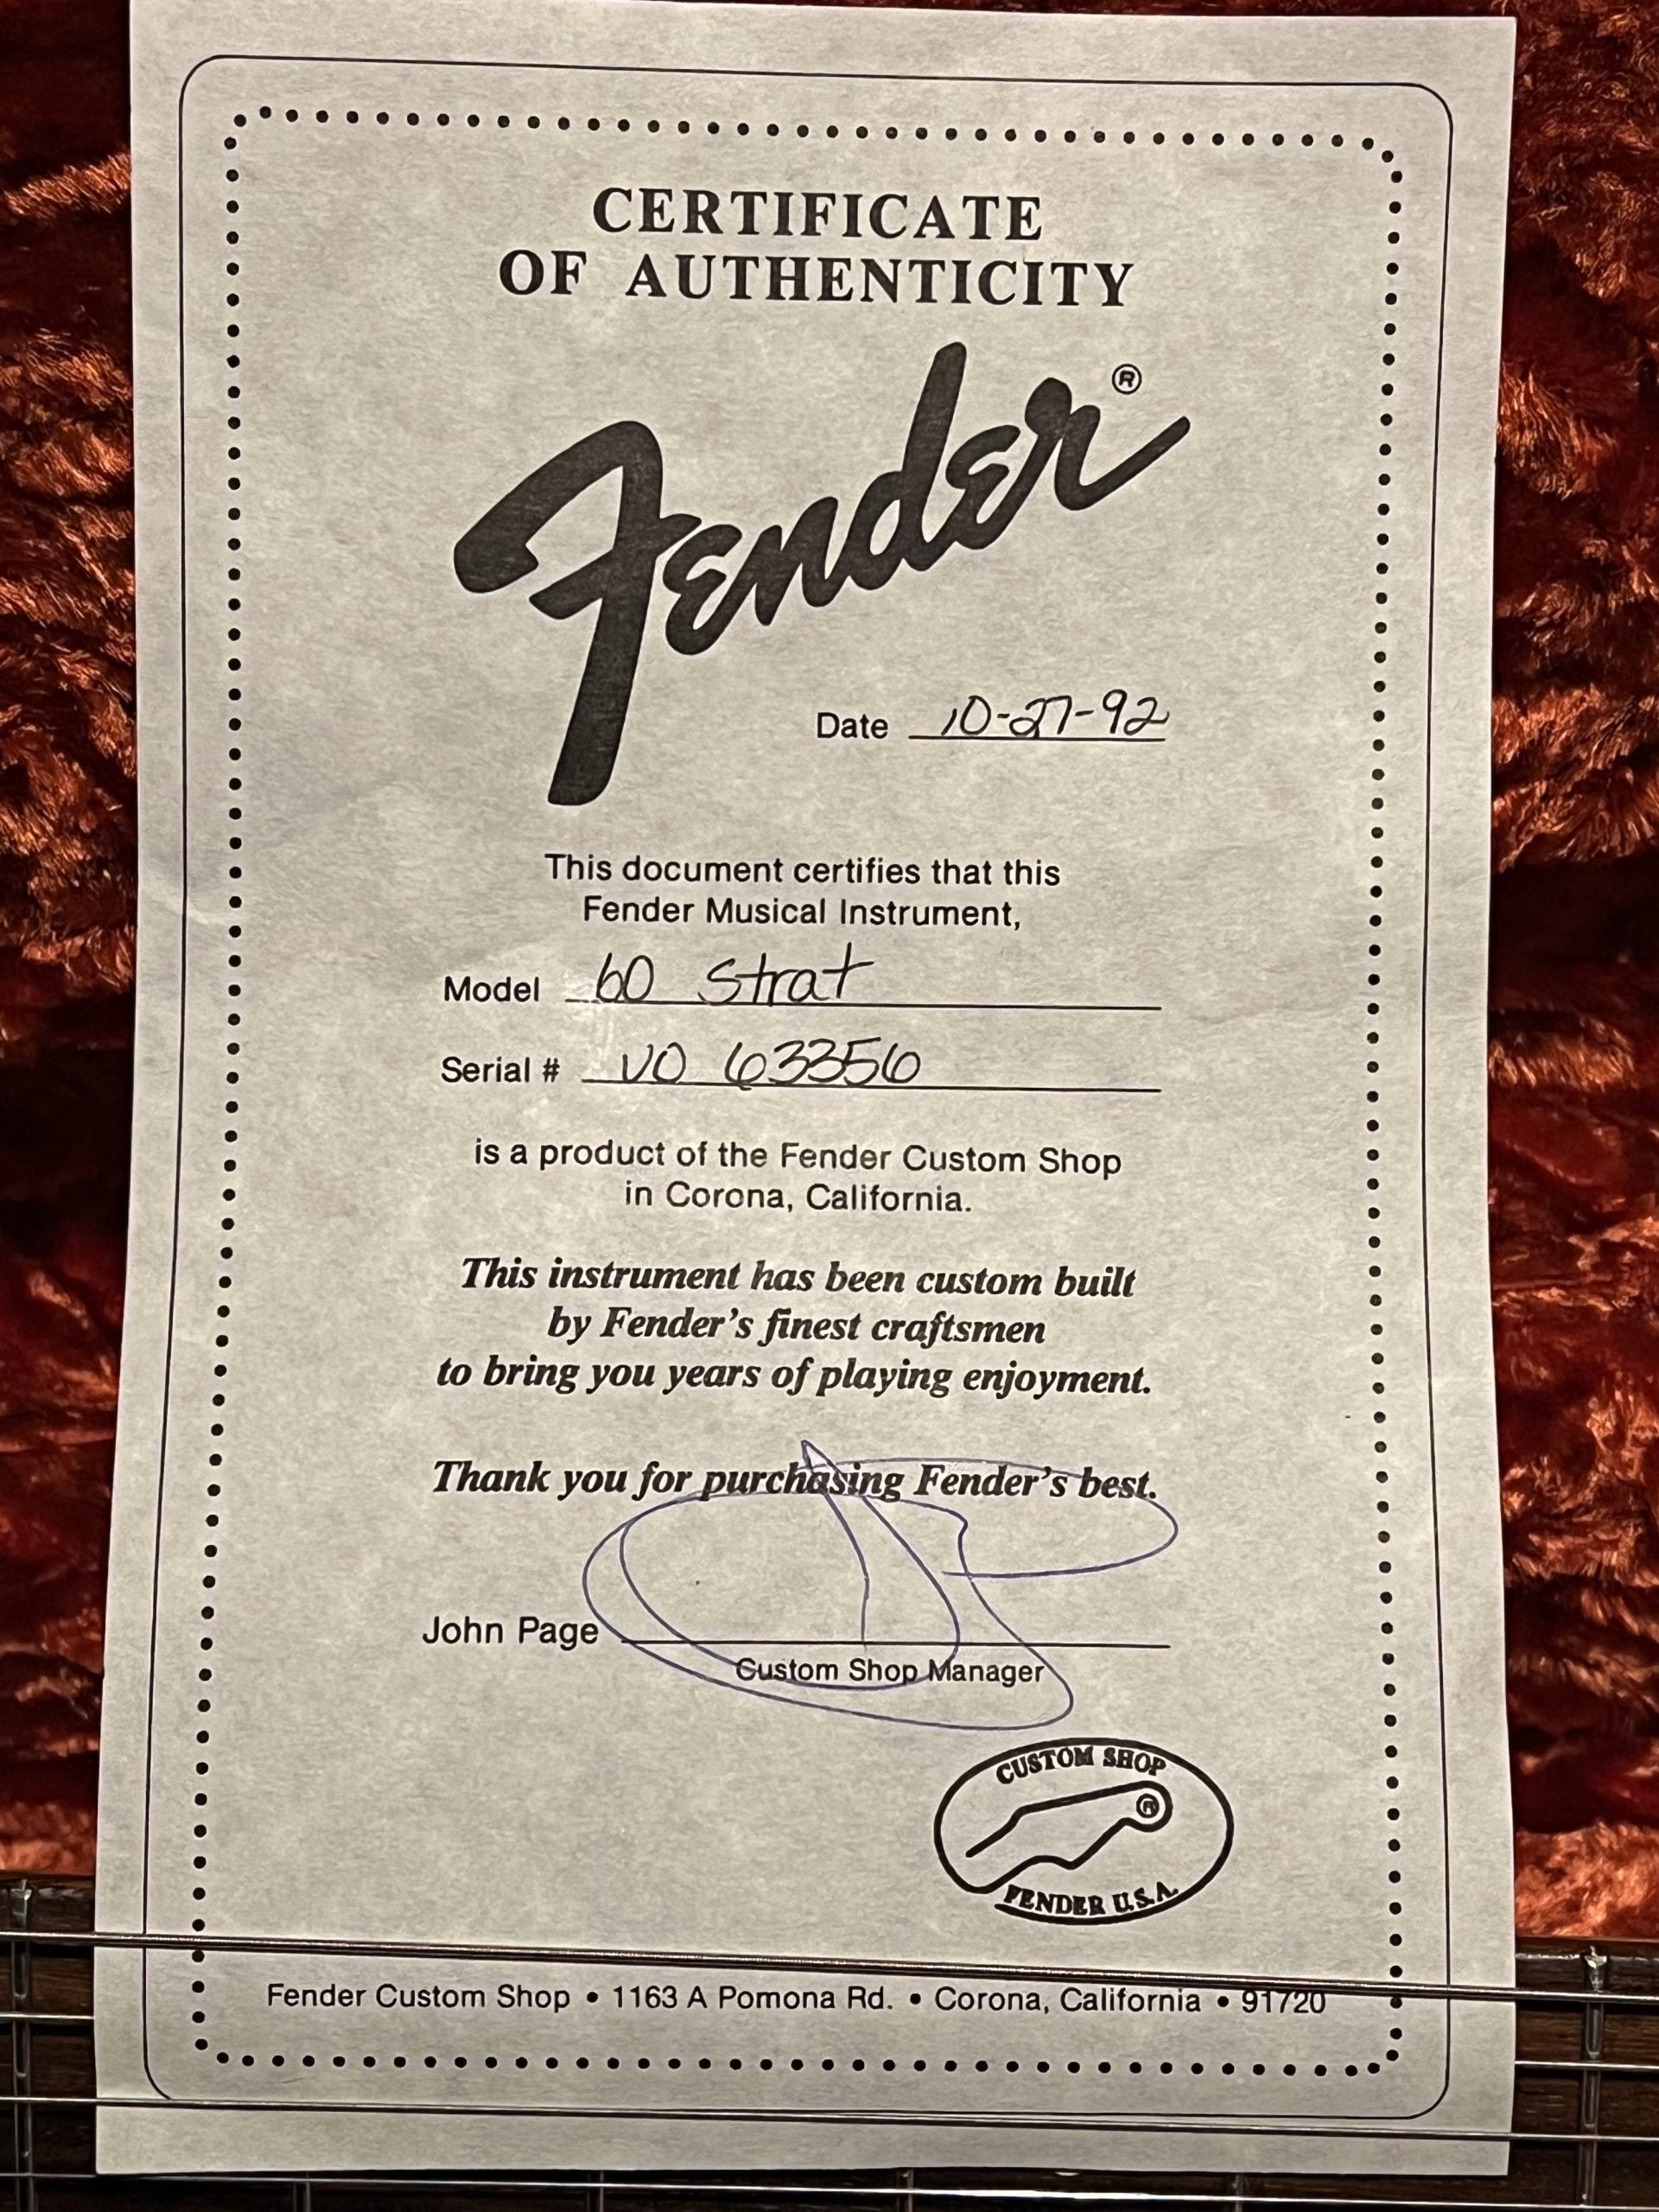 CERTIFICATE
OF AUTHENTICITY
Fender®
Date 10-27-92
This document certifies that this
Fender Musical Instrument,
Model 60 Strat
Serial # V0 63356
is a product of the Fender Custom Shop
in Corona, California.
This instrument has been custom built
by Fender's finest craftsmen
to bring you years of playing enjoyment.
Thank you for purchasing Fender's best.
John Page
Custom Shop Manager
CUSTOM SHOP
®
FENDER U.S.A.
Fender Custom Shop • 1163 A Pomona Rd. • Corona, California • 91720